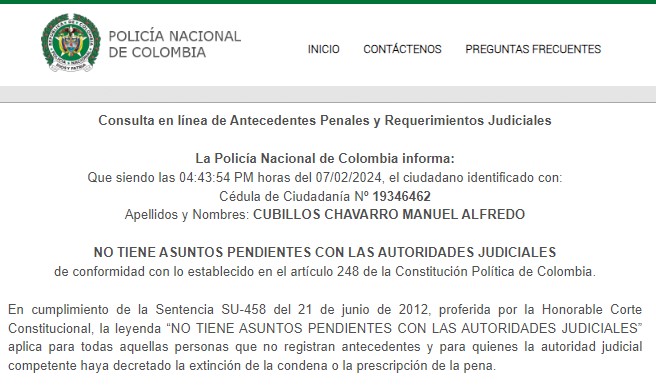 POLICÍA NACIONAL
DE COLOMBIA
INICIO CONTÁCTENOS PREGUNTAS FRECUENTES
Consulta en línea de Antecedentes Penales y Requerimientos Judiciales
La Policía Nacional de Colombia informa:
Que siendo las 04:43:54 PM horas del 07/02/2024, el ciudadano identificado con:
Cédula de Ciudadanía Nº 19346462
Apellidos y Nombres: CUBILLOS CHAVARRO MANUEL ALFREDO
NO TIENE ASUNTOS PENDIENTES CON LAS AUTORIDADES JUDICIALES
de conformidad con lo establecido en el artículo 248 de la Constitución Política de Colombia.
En cumplimiento de la Sentencia SU-458 del 21 de junio de 2012, proferida por la Honorable Corte
Constitucional, la leyenda “NO TIENE ASUNTOS PENDIENTES CON LAS AUTORIDADES JUDICIALES”
aplica para todas aquellas personas que no registran antecedentes y para quienes la autoridad judicial
competente haya decretado la extinción de la condena o la prescripción de la pena.